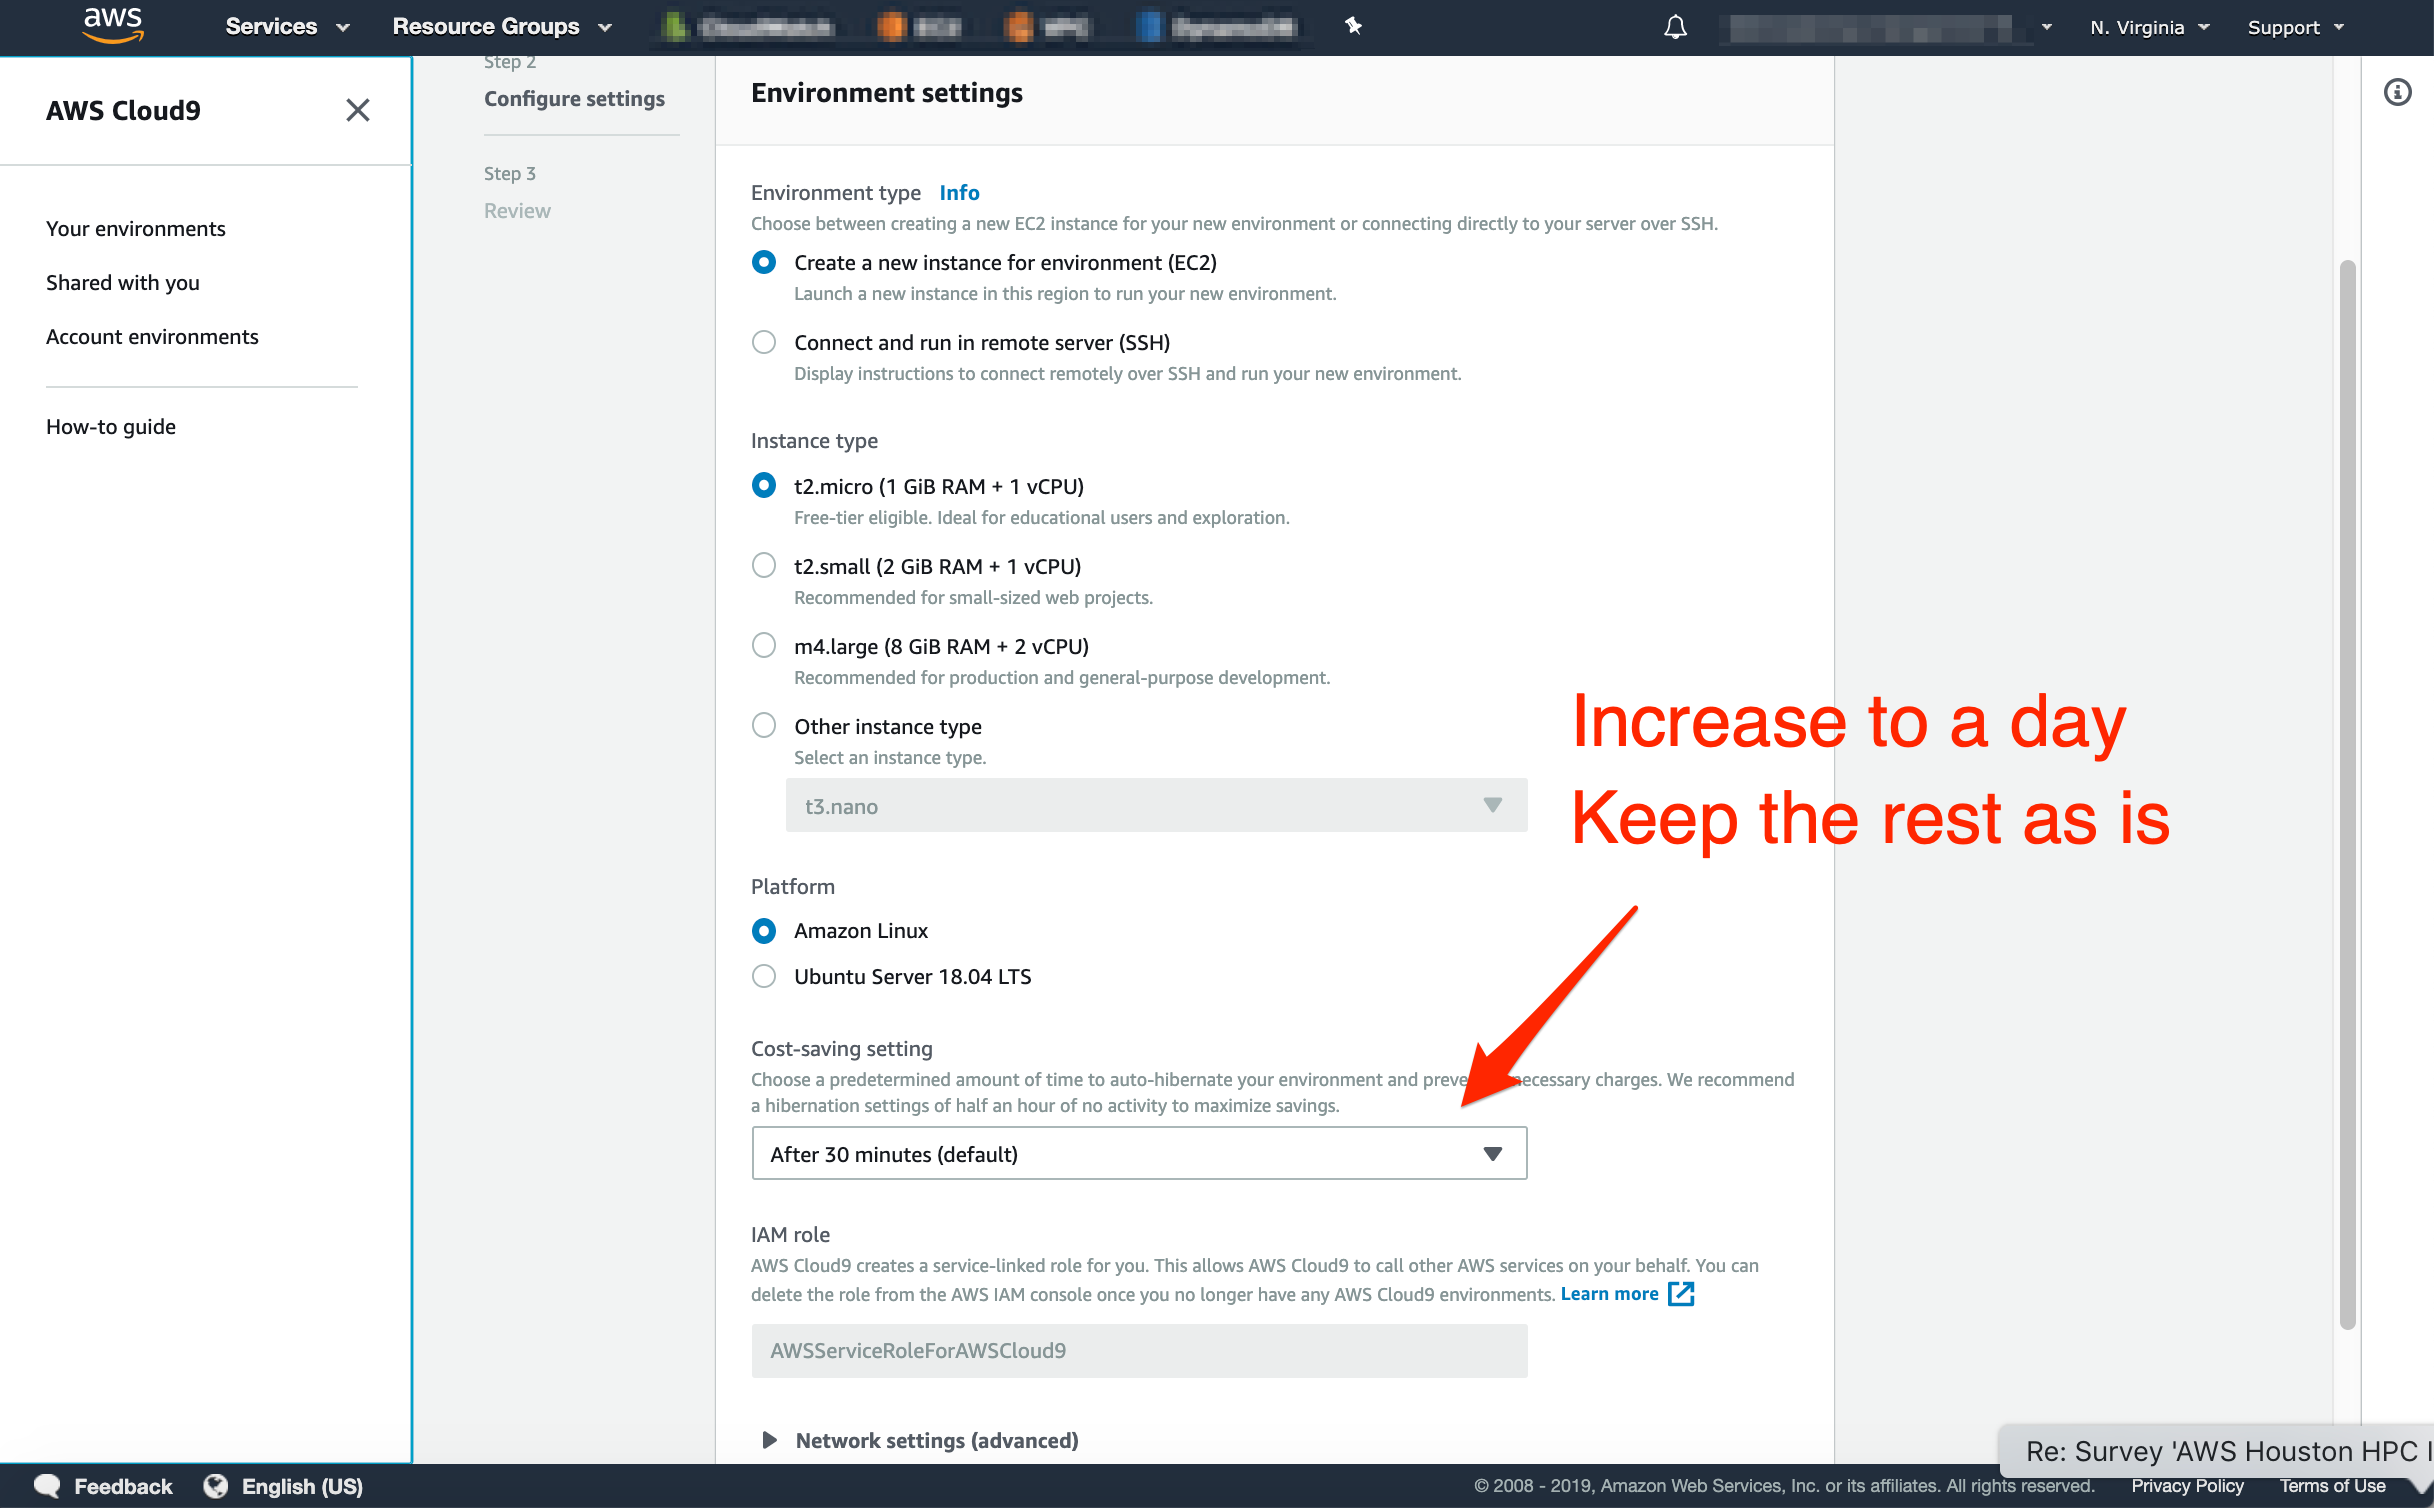 aws
Services
Resource Groups
N. Virginia
Support
AWS Cloud9
Your environments
Shared with you
Account environments
How-to guide
Step 2
Configure settings
Step 3
Review
Environment settings
Environment type Info
Choose between creating a new EC2 instance for your new environment or connecting directly to your server over SSH.
Create a new instance for environment (EC2)
Launch a new instance in this region to run your new environment.
Connect and run in remote server (SSH)
Display instructions to connect remotely over SSH and run your new environment.
Instance type
t2.micro (1 GiB RAM + 1 vCPU)
Free-tier eligible. Ideal for educational users and exploration.
t2.small (2 GiB RAM + 1 vCPU)
Recommended for small-sized web projects.
m4.large (8 GiB RAM + 2 vCPU)
Recommended for production and general-purpose development.
Other instance type
Select an instance type.
t3.nano
Increase to a day
Keep the rest as is
Platform
Amazon Linux
Ubuntu Server 18.04 LTS
Cost-saving setting
Choose a predetermined amount of time to auto-hibernate your environment and preve ecessary charges. We recommend
a hibernation settings of half an hour of no activity to maximize savings.
After 30 minutes (default)
IAM role
AWS Cloud9 creates a service-linked role for you. This allows AWS Cloud9 to call other AWS services on your behalf. You can
delete the role from the AWS IAM console once you no longer have any AWS Cloud9 environments. Learn more
AWSServiceRoleForAWSCloud9
Network settings (advanced)
Re: Survey 'AWS Houston HPC
Feedback
English (US)
© 2008 - 2019, Amazon Web Services, Inc. or its affiliates. All rights reserved.
Privacy Policy
Terms of Use